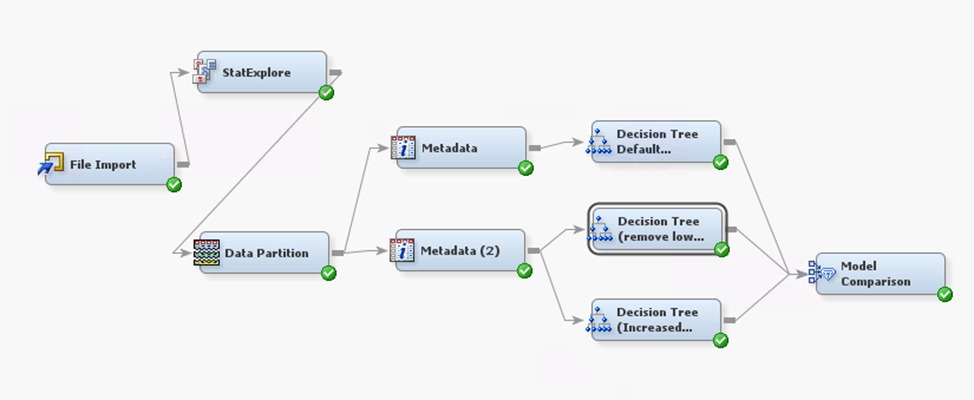 StatExplore
File Import
Metadata
Decision Tree
Default...
Data Partition
Metadata (2)
Decision Tree
(remove low...
Decision Tree
(Increased...
Model
Comparison